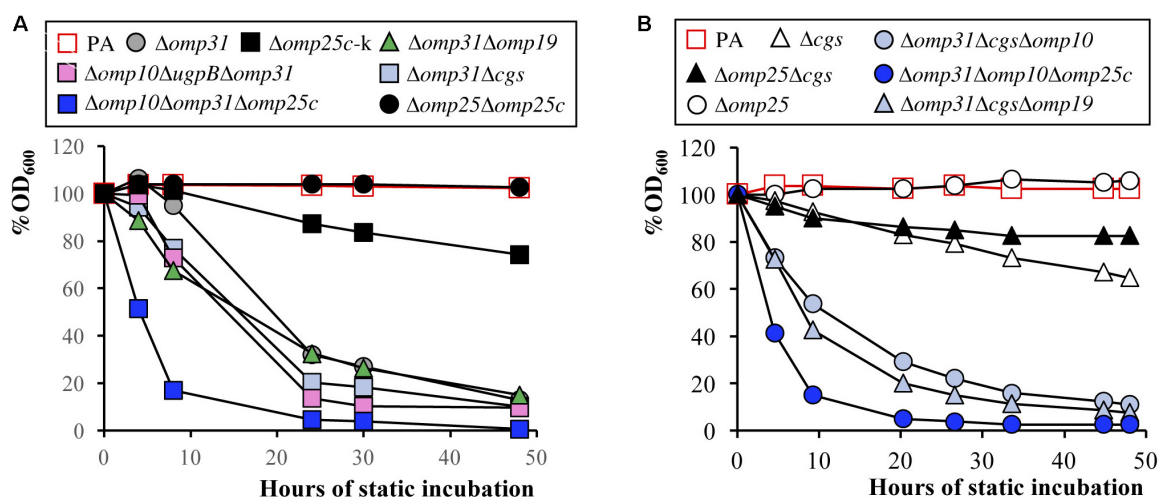 A
PA Δomp31 Δomp25c-k Δomp31Δomp19
Δomp10ΔugpBΔomp31 Δomp31Δcgs
Δomp10Δomp31Δomp25c Δomp25Δomp25c
%OD600
120
100
80
60
40
20
0
0 10 20 30 40 50
Hours of static incubation
B
PA Δcgs Δomp31ΔcgsΔomp10
Δomp25Δcgs Δomp31Δomp10Δomp25c
Δomp25 Δomp31ΔcgsΔomp19
%OD600
120
100
80
60
40
20
0
0 10 20 30 40 50
Hours of static incubation